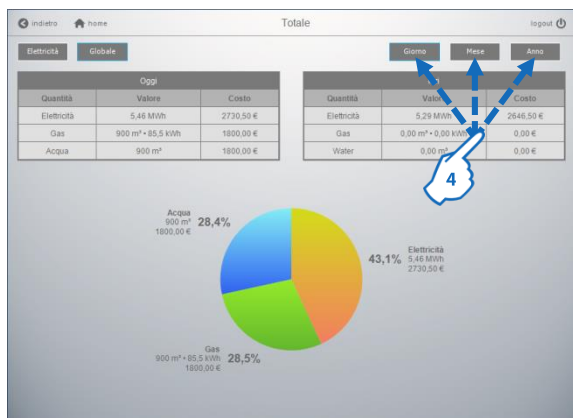 indietro home Totale logout
Elettricità Globale Giorno Mese Anno
Oggi
Quantità Valore Costo
Elettricità 5,46 MWh 2730,50 €
Gas 900 m³ • 85,5 kWh 1800,00 €
Acqua 900 m³ 1800,00 €
Quantità Valore Costo
Elettricità 5,29 MWh 2646,50 €
Gas 0,00 m³ • 0,00 kWh 0,00 €
Water 0,00 m³ 0,00 €
4
Acqua
900 m³
1800,00 €
28,4%
43,1%
Elettricità
5,46 MWh
2730,50 €
Gas
900 m³ • 85,5 kWh
1800,00 €
28,5%